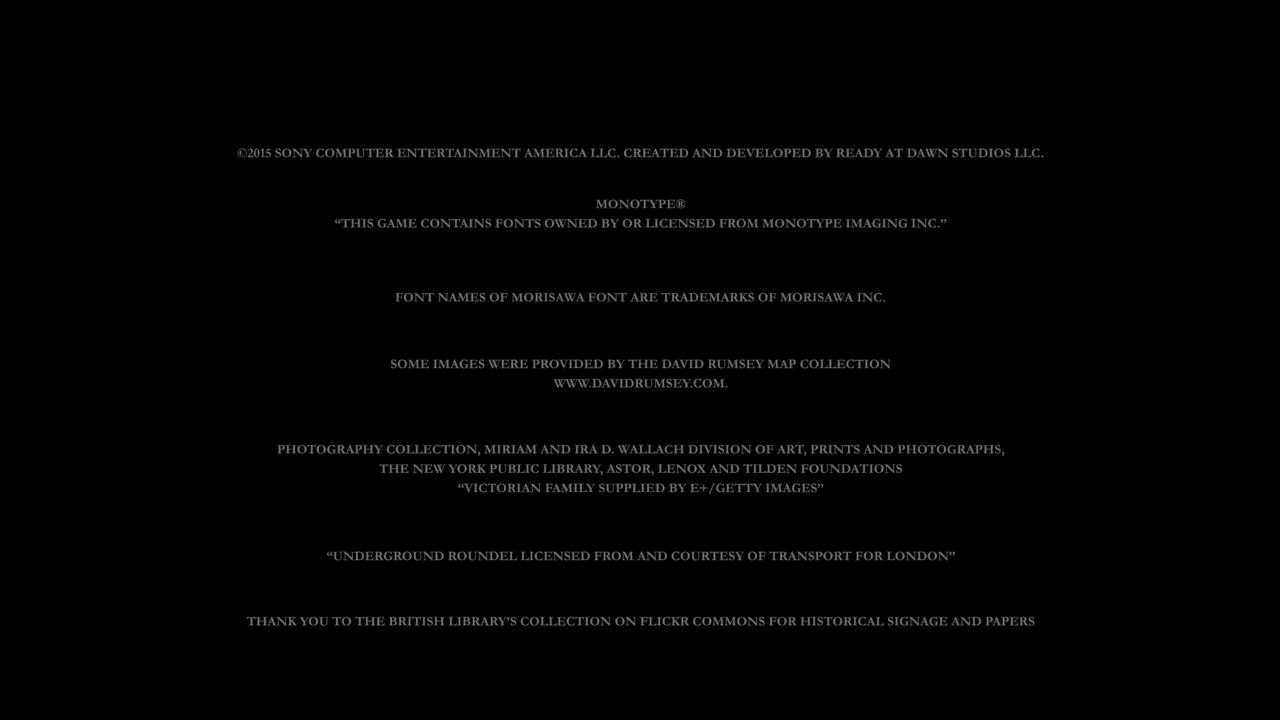 ©2015 SONY COMPUTER ENTERTAINMENT AMERICA LLC. CREATED AND DEVELOPED BY READY AT DAWN STUDIOS LLC.
MONOTYPE®
“THIS GAME CONTAINS FONTS OWNED BY OR LICENSED FROM MONOTYPE IMAGING INC.”
FONT NAMES OF MORISAWA FONT ARE TRADEMARKS OF MORISAWA INC.
SOME IMAGES WERE PROVIDED BY THE DAVID RUMSEY MAP COLLECTION
WWW.DAVIDRUMSEY.COM.
PHOTOGRAPHY COLLECTION, MIRIAM AND IRA D. WALLACH DIVISION OF ART, PRINTS AND PHOTOGRAPHS,
THE NEW YORK PUBLIC LIBRARY, ASTOR, LENOX AND TILDEN FOUNDATIONS
“VICTORIAN FAMILY SUPPLIED BY E+/GETTY IMAGES”
“UNDERGROUND ROUNDEL LICENSED FROM AND COURTESY OF TRANSPORT FOR LONDON”
THANK YOU TO THE BRITISH LIBRARY’S COLLECTION ON FLICKR COMMONS FOR HISTORICAL SIGNAGE AND PAPERS